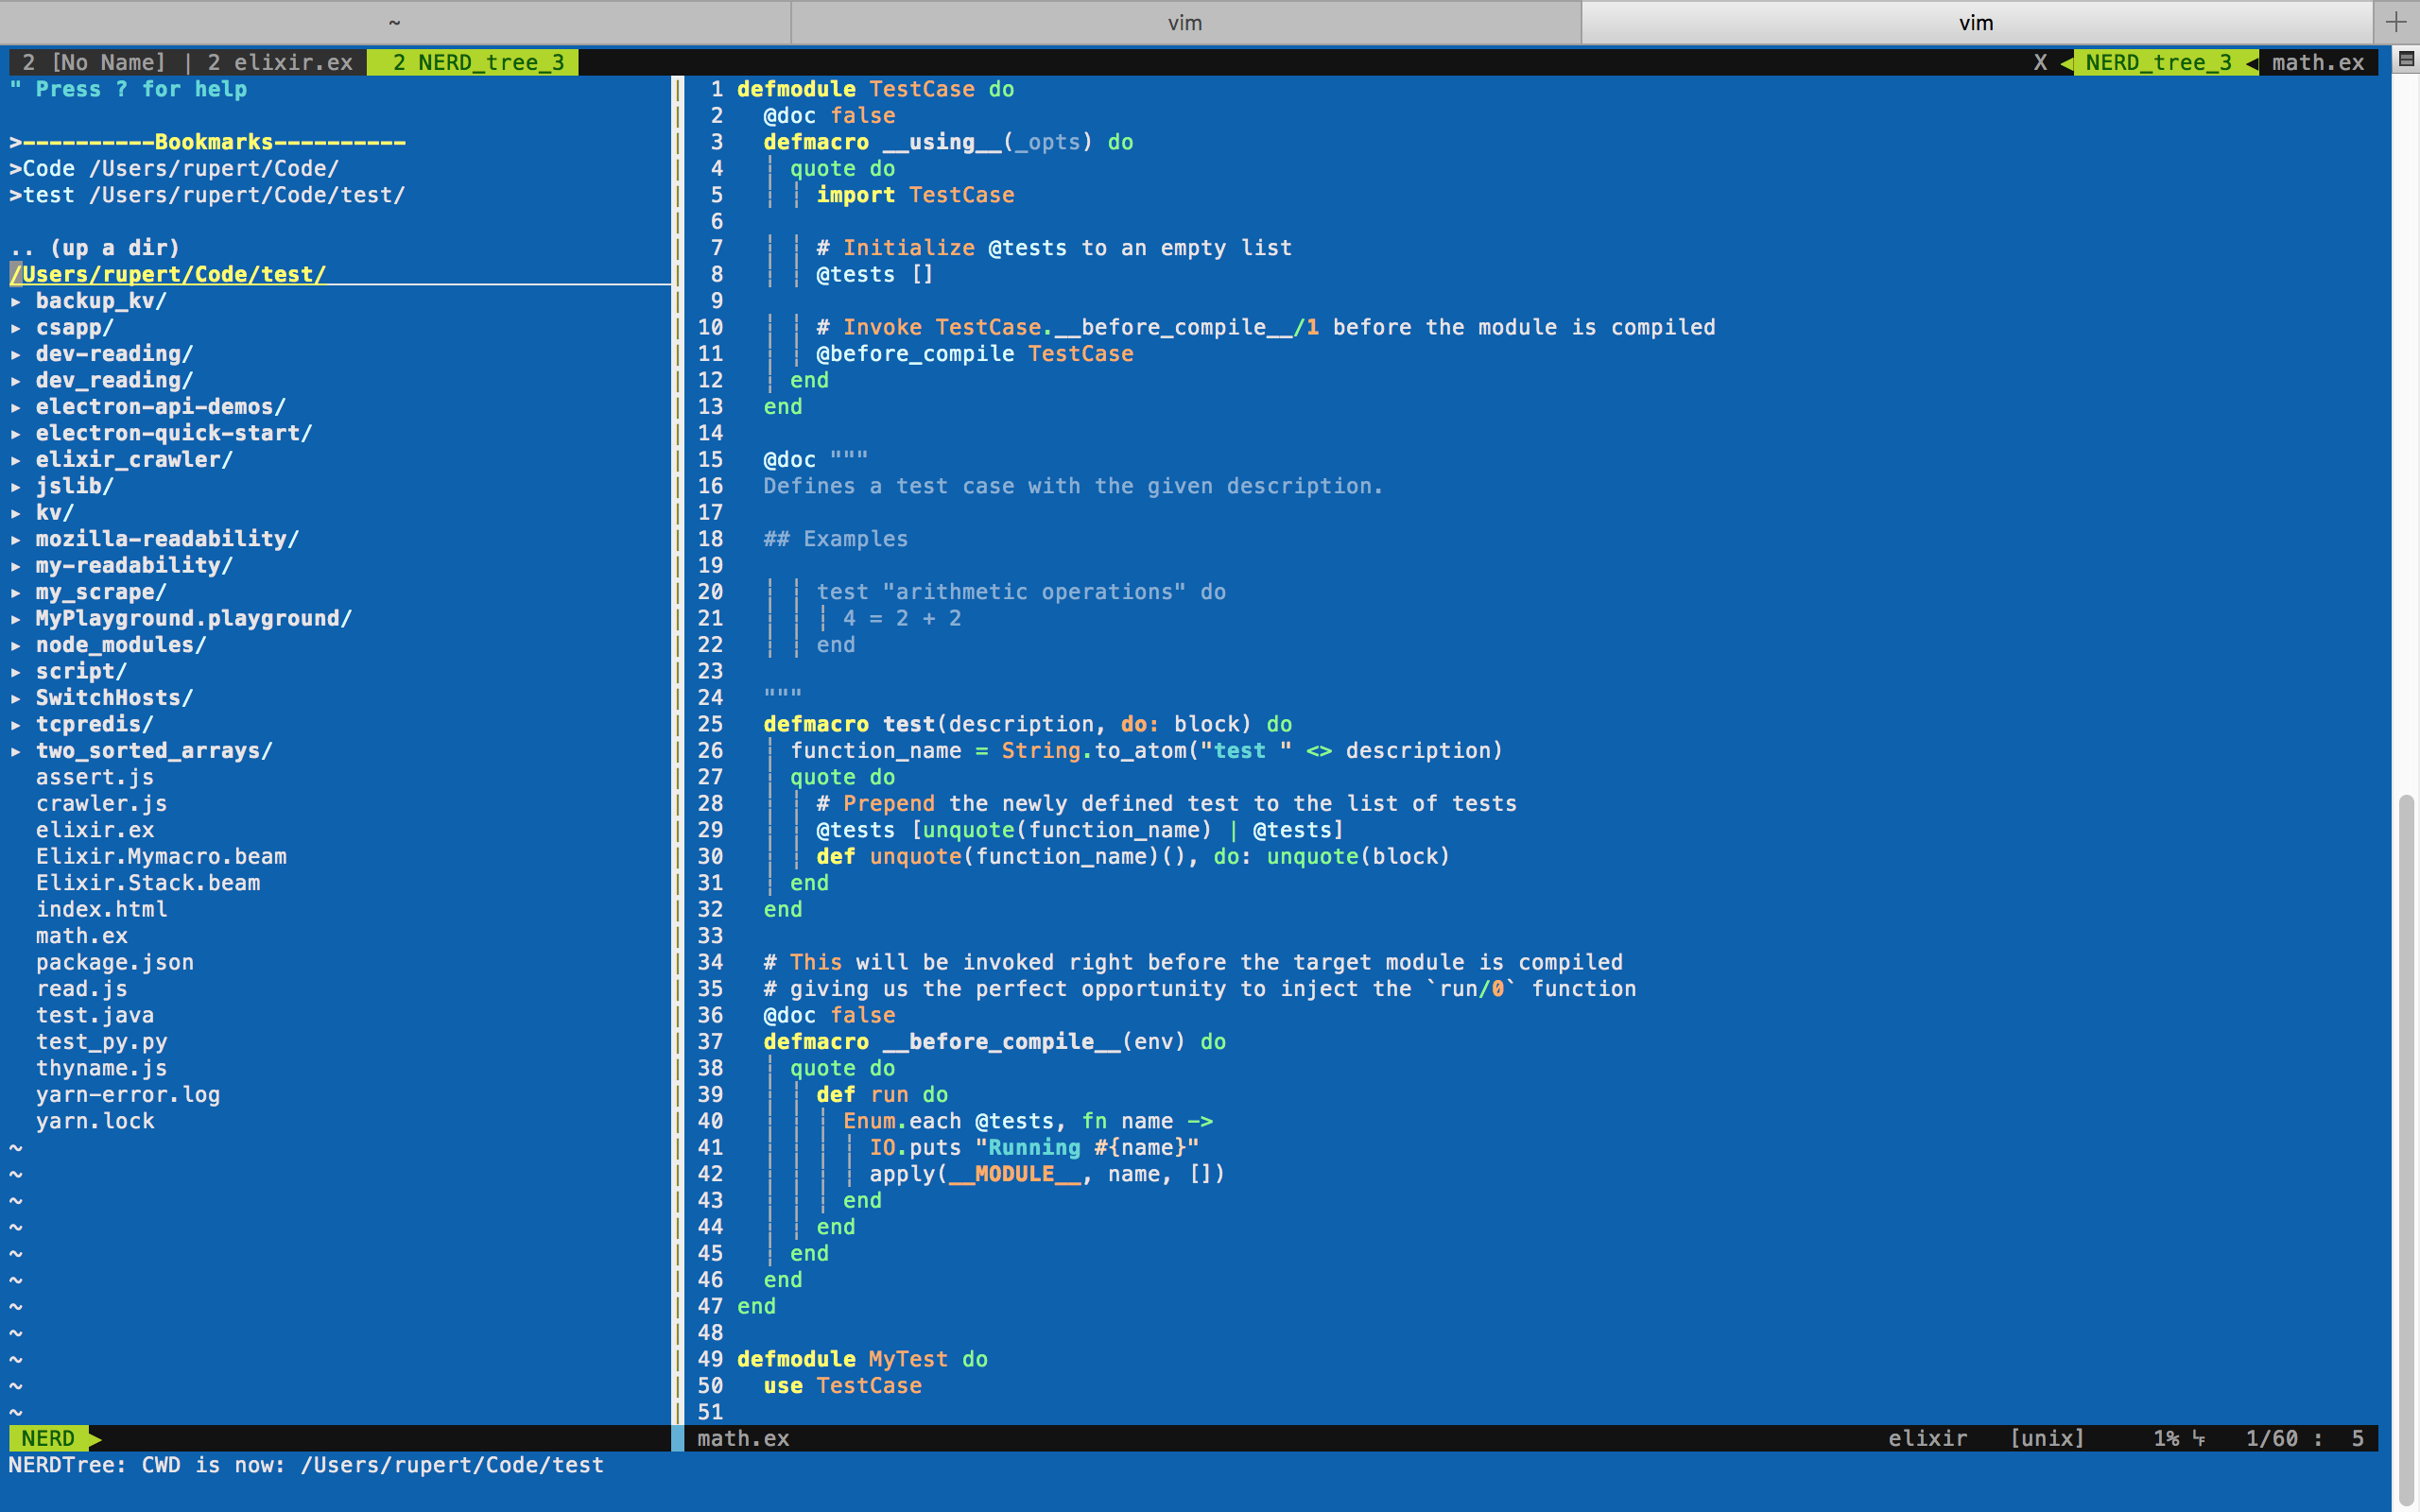 ~ vim vim +
2 [No Name] | 2 elixir.ex 2 NERD_tree_3 X NERD_tree_3 math.ex
" Press ? for help

>----------Bookmarks----------
>Code /Users/rupert/Code/
>test /Users/rupert/Code/test/

.. (up a dir)
/Users/rupert/Code/test/
▸ backup_kv/
▸ csapp/
▸ dev-reading/
▸ dev_reading/
▸ electron-api-demos/
▸ electron-quick-start/
▸ elixir_crawler/
▸ jslib/
▸ kv/
▸ mozilla-readability/
▸ my-readability/
▸ my_scrape/
▸ MyPlayground.playground/
▸ node_modules/
▸ script/
▸ SwitchHosts/
▸ tcpredis/
▸ two_sorted_arrays/
  assert.js
  crawler.js
  elixir.ex
  Elixir.Mymacro.beam
  Elixir.Stack.beam
  index.html
  math.ex
  package.json
  read.js
  test.java
  test_py.py
  thyname.js
  yarn-error.log
  yarn.lock
~
~
~
~
~
~
~
~
~
~
~
1 defmodule TestCase do
2   @doc false
3   defmacro __using__(_opts) do
4   ¦ quote do
5   ¦ ¦ import TestCase
6
7   ¦ ¦ # Initialize @tests to an empty list
8   ¦ ¦ @tests []
9
10   ¦ ¦ # Invoke TestCase.__before_compile__/1 before the module is compiled
11   ¦ ¦ @before_compile TestCase
12   ¦ end
13   end
14
15   @doc """
16   Defines a test case with the given description.
17
18   ## Examples
19
20   ¦ ¦ test "arithmetic operations" do
21   ¦ ¦ ¦ 4 = 2 + 2
22   ¦ ¦ end
23
24   """
25   defmacro test(description, do: block) do
26   ¦ function_name = String.to_atom("test " <> description)
27   ¦ quote do
28   ¦ ¦ # Prepend the newly defined test to the list of tests
29   ¦ ¦ @tests [unquote(function_name) | @tests]
30   ¦ ¦ def unquote(function_name)(), do: unquote(block)
31   ¦ end
32   end
33
34   # This will be invoked right before the target module is compiled
35   # giving us the perfect opportunity to inject the `run/0` function
36   @doc false
37   defmacro __before_compile__(env) do
38   ¦ quote do
39   ¦ ¦ def run do
40   ¦ ¦ ¦ Enum.each @tests, fn name ->
41   ¦ ¦ ¦ ¦ IO.puts "Running #{name}"
42   ¦ ¦ ¦ ¦ apply(__MODULE__, name, [])
43   ¦ ¦ ¦ end
44   ¦ ¦ end
45   ¦ end
46   end
47 end
48
49 defmodule MyTest do
50   use TestCase
51
NERD math.ex elixir [unix] 1% ␊ 1/60 : 5
NERDTree: CWD is now: /Users/rupert/Code/test